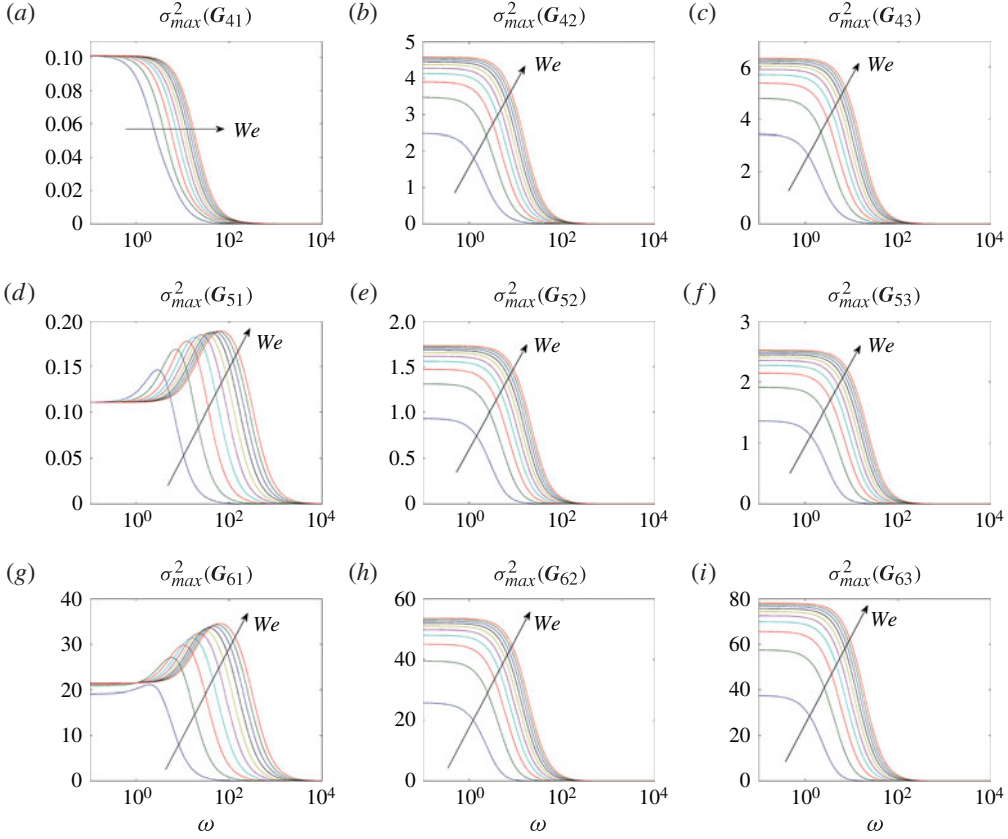 (a) σ²max(G41) (b) σ²max(G42) (c) σ²max(G43)
0.10 5
0.08 4 6
We We We
0.06 3 4
0.04 2
2
0.02 1
0 0 0
10⁰ 10² 10⁴ 10⁰ 10² 10⁴ 10⁰ 10² 10⁴
(d) σ²max(G51) (e) σ²max(G52) (f) σ²max(G53)
0.20 2.0 3
We We We
0.15 1.5
2
0.10 1.0
1
0.05 0.5
0 0 0
10⁰ 10² 10⁴ 10⁰ 10² 10⁴ 10⁰ 10² 10⁴
(g) σ²max(G61) (h) σ²max(G62) (i) σ²max(G63)
40 60 80
We We We
30 60
40
20 40
20
10 20
0 0 0
10⁰ 10² 10⁴ 10⁰ 10² 10⁴ 10⁰ 10² 10⁴
ω ω ω